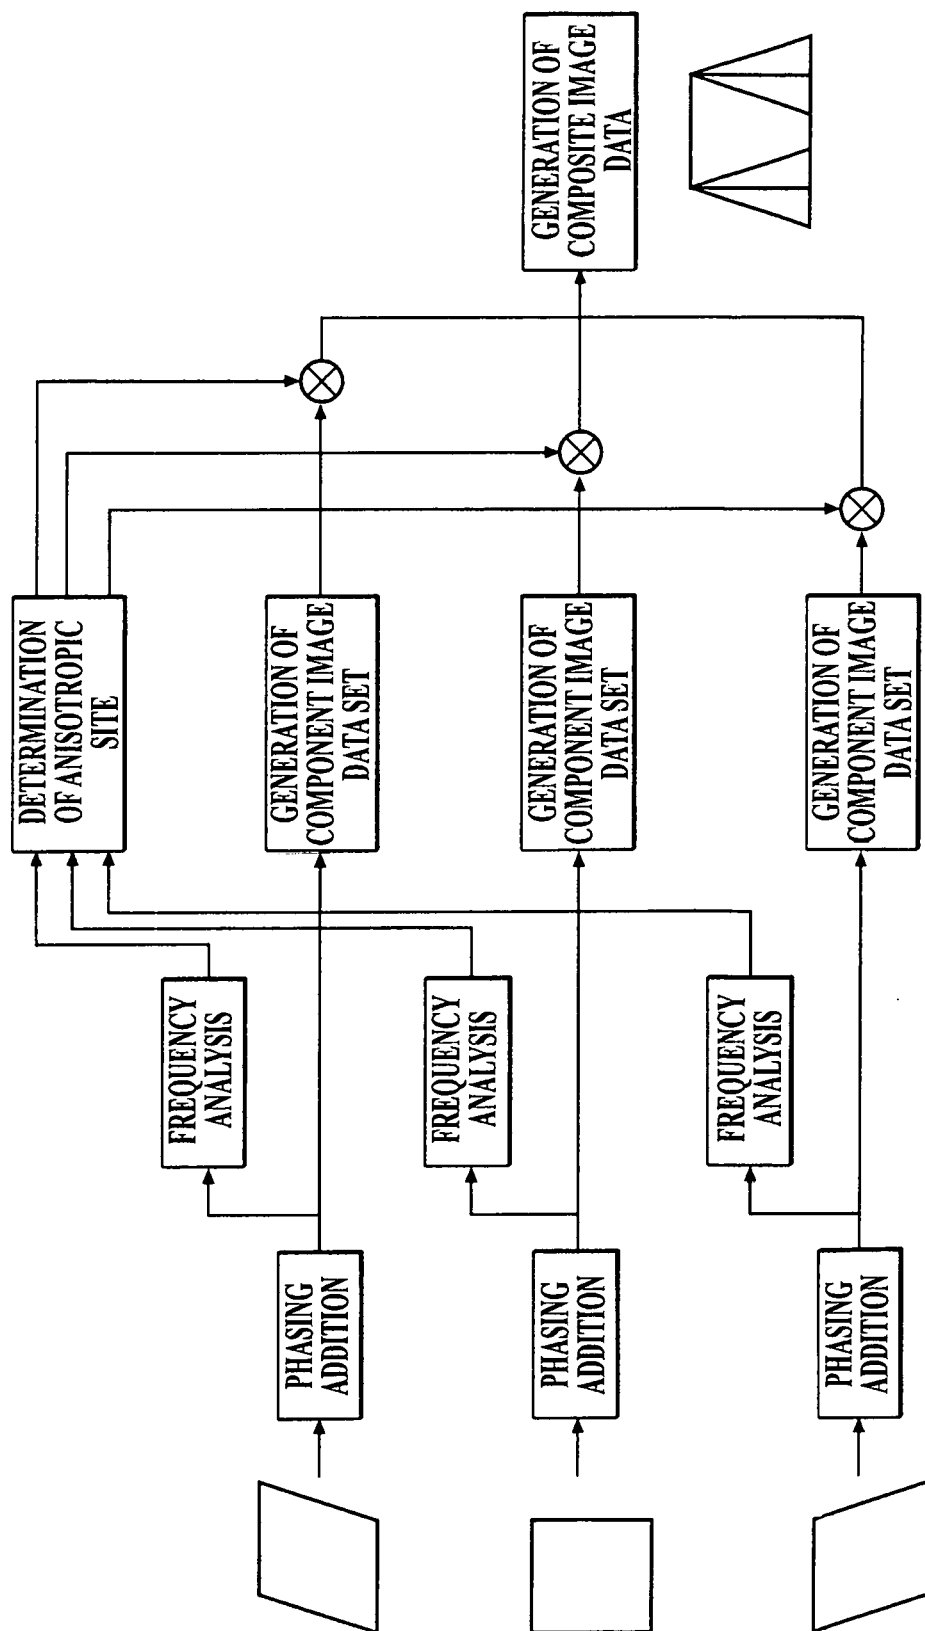 PHASING
ADDITION
FREQUENCY
ANALYSIS
DETERMINATION
OF ANISOTROPIC
SITE
GENERATION OF
COMPONENT IMAGE
DATA SET
PHASING
ADDITION
FREQUENCY
ANALYSIS
GENERATION OF
COMPONENT IMAGE
DATA SET
GENERATION OF
COMPOSITE IMAGE
DATA
PHASING
ADDITION
FREQUENCY
ANALYSIS
GENERATION OF
COMPONENT IMAGE
DATA SET